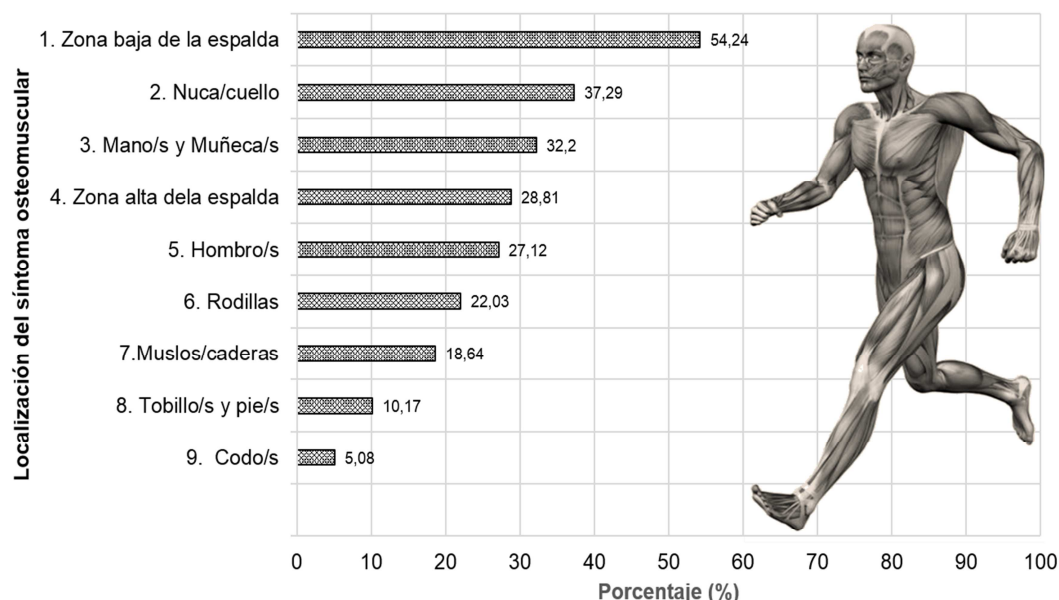 Localización del síntoma osteomuscular
1. Zona baja de la espalda
54,24
2. Nuca/cuello
37,29
3. Mano/s y Muñeca/s
32,2
4. Zona alta dela espalda
28,81
5. Hombro/s
27,12
6. Rodillas
22,03
7.Muslos/caderas
18,64
8. Tobillo/s y pie/s
10,17
9.  Codo/s
5,08
0 10 20 30 40 50 60 70 80 90 100
Porcentaje (%)